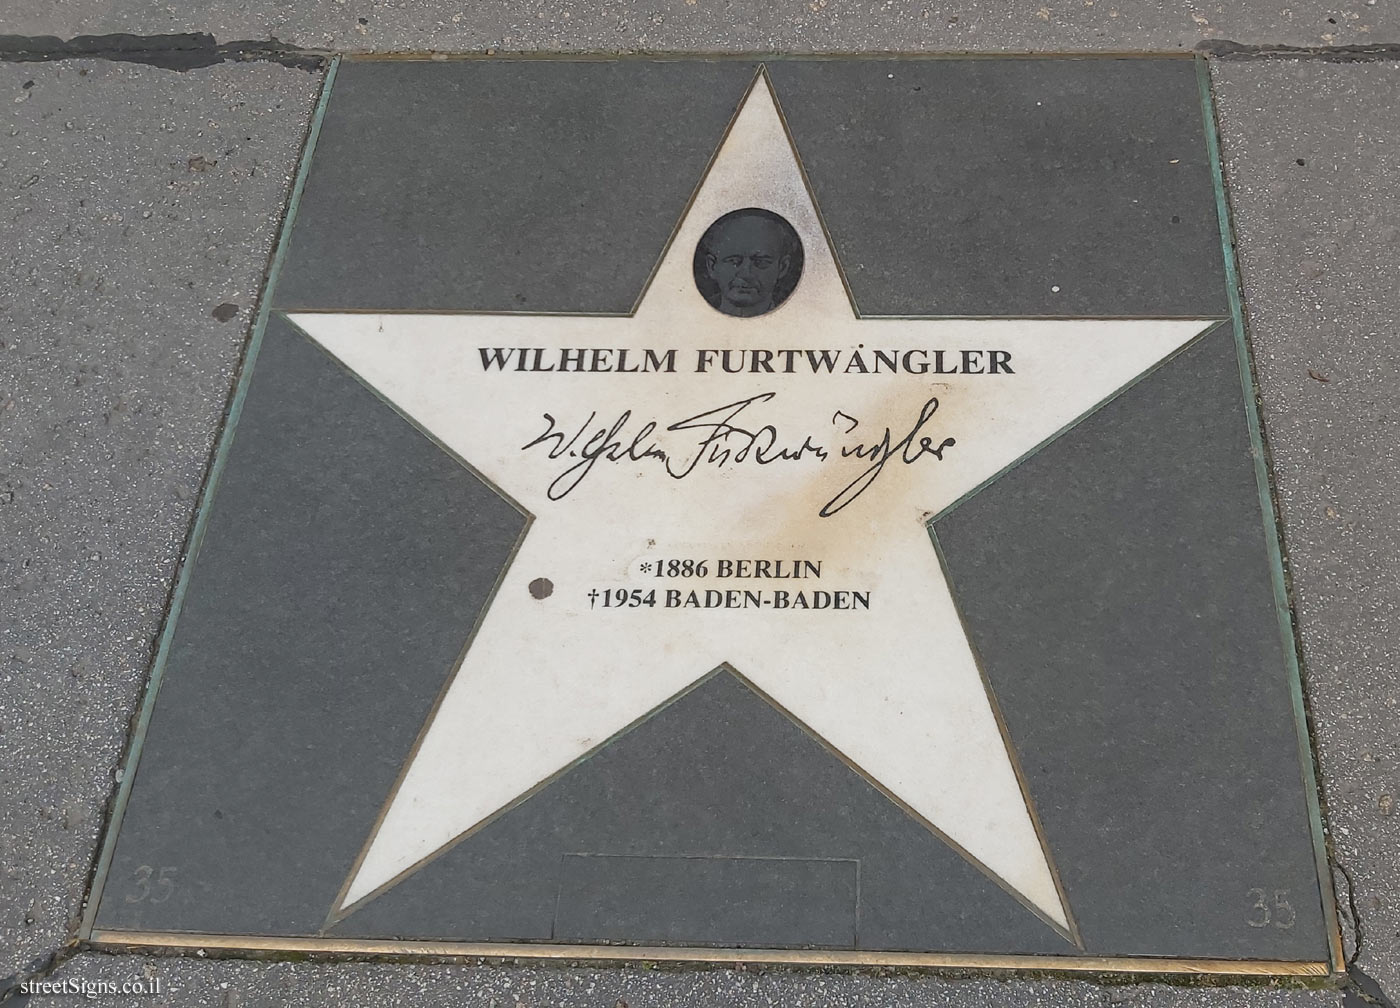 WILHELM FURTWÄNGLER
Wilhelm Furtwängler
*1886 BERLIN
†1954 BADEN-BADEN
35 35
streetSigns.co.il